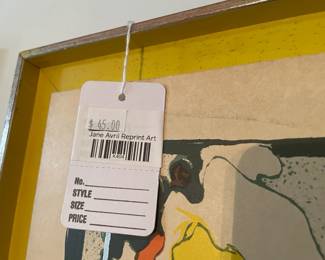 $ 65.00
Jane Avril Reprint Art
No.
STYLE
SIZE
PRICE